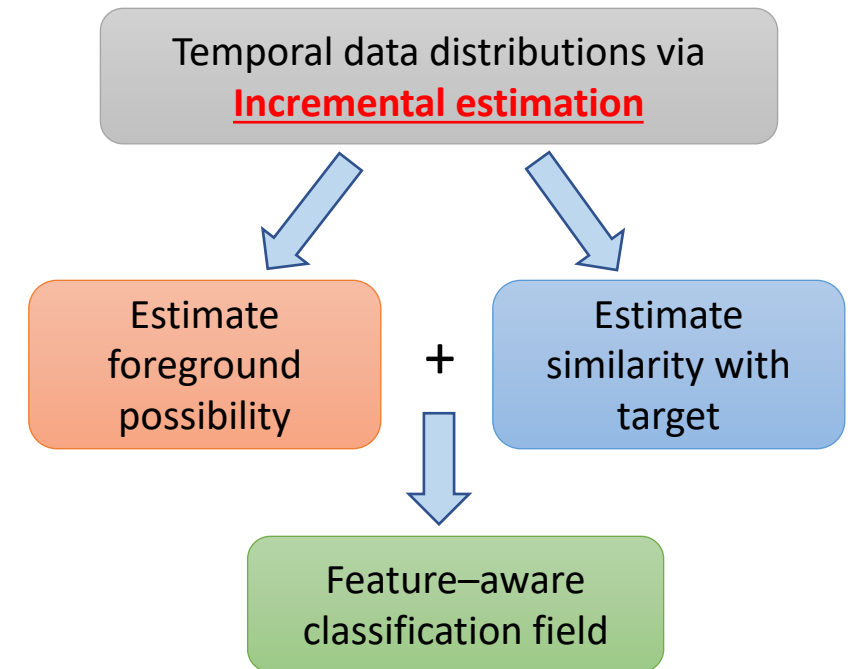 Temporal data distributions via
Incremental estimation
Estimate
foreground
possibility
+
Estimate
similarity with
target
Feature–aware
classification field